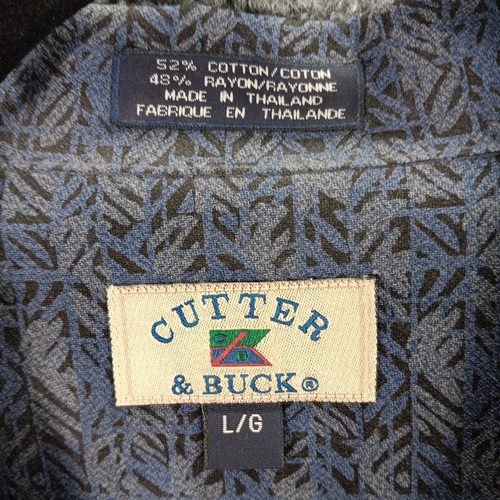 52% COTTON/COTON
48% RAYON/RAYONNE
MADE IN THAILAND
FABRIQUE EN THAILANDE
CUTTER
C
B
& BUCK®
L/G